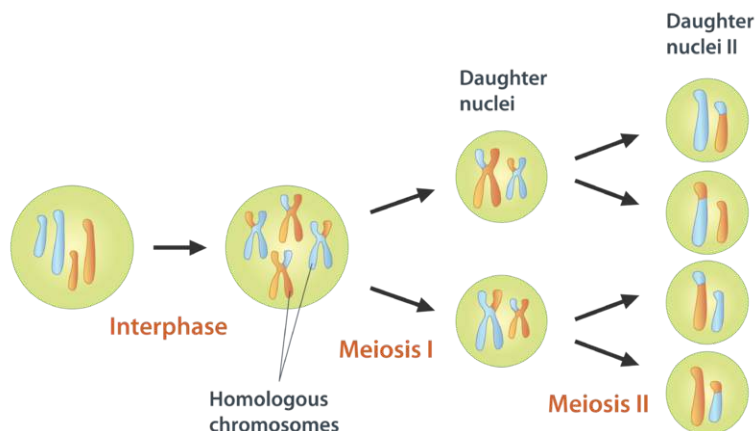 Daughter
nuclei II
Daughter
nuclei
Interphase
Meiosis I
Homologous
chromosomes
Meiosis II